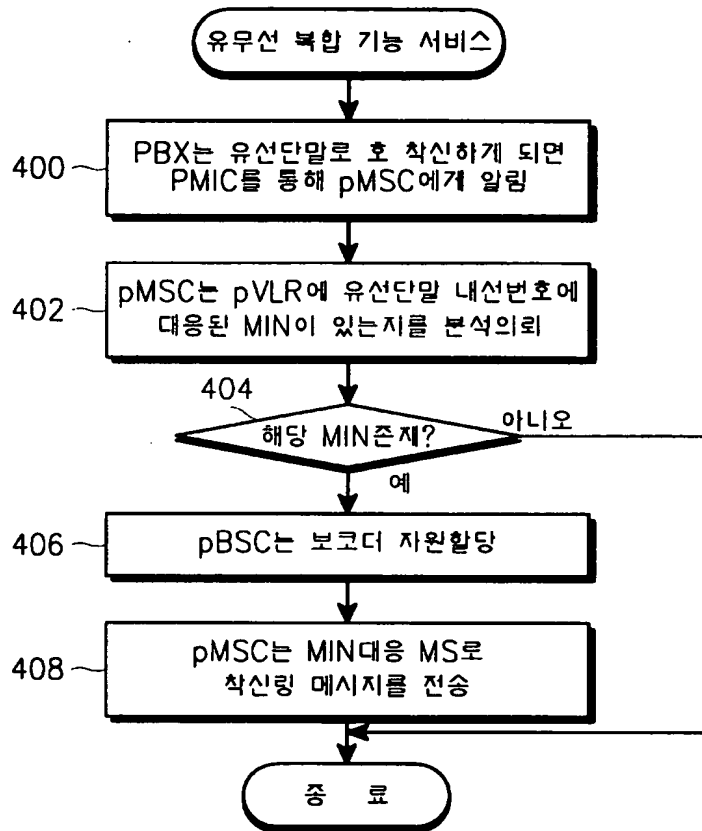 유무선 복합 기능 서비스
400
PBX는 유선단말로 호 착신하게 되면
PMIC를 통해 pMSC에게 알림
402
pMSC는 pVLR에 유선단말 내선번호에
대응된 MIN이 있는지를 분석의뢰
404
해당 MIN존재?
아니오
예
406
pBSC는 보코더 자원할당
408
pMSC는 MIN대응 MS로
착신링 메시지를 전송
종 료